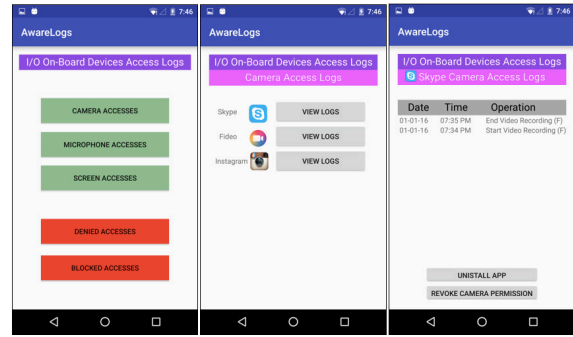 7:46
AwareLogs
I/O On-Board Devices Access Logs
CAMERA ACCESSES
MICROPHONE ACCESSES
SCREEN ACCESSES
DENIED ACCESSES
BLOCKED ACCESSES
7:46
AwareLogs
I/O On-Board Devices Access Logs
Camera Access Logs
Skype VIEW LOGS
Fideo VIEW LOGS
Instagram VIEW LOGS
7:46
AwareLogs
I/O On-Board Devices Access Logs
Skype Camera Access Logs
Date Time Operation
01-01-16 07:35 PM End Video Recording (F)
01-01-16 07:34 PM Start Video Recording (F)
UNISTALL APP
REVOKE CAMERA PERMISSION